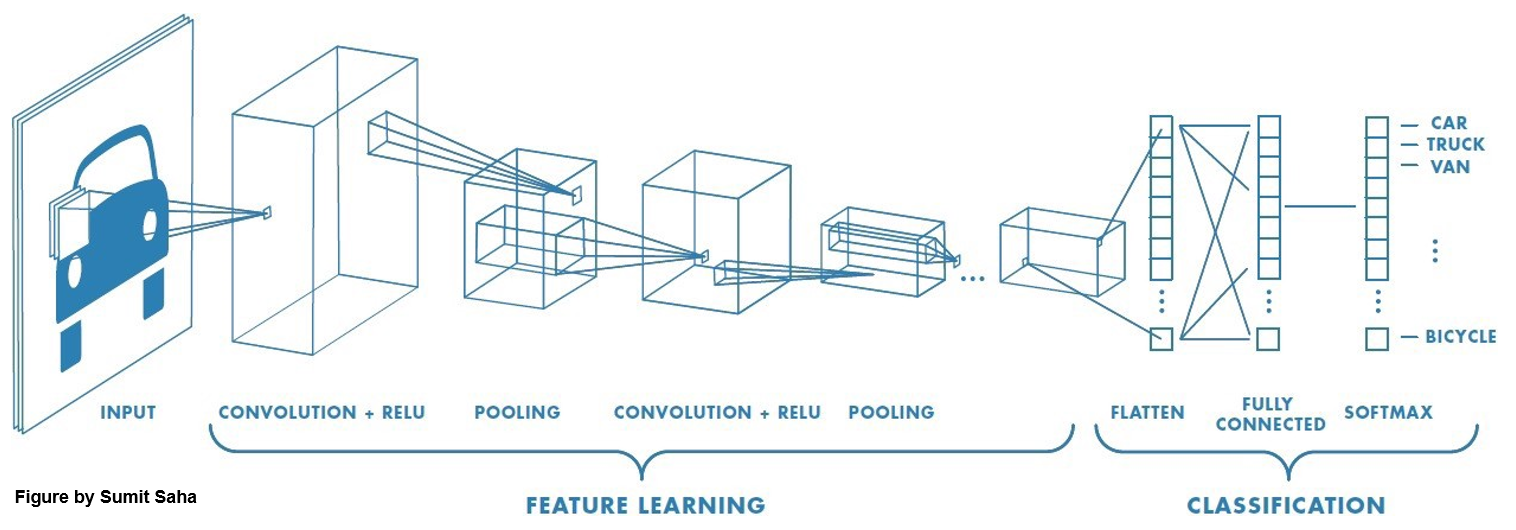 CAR
TRUCK
VAN
BICYCLE
INPUT
CONVOLUTION + RELU
POOLING
CONVOLUTION + RELU
POOLING
FLATTEN
FULLY
CONNECTED
SOFTMAX
FEATURE LEARNING
CLASSIFICATION
Figure by Sumit Saha